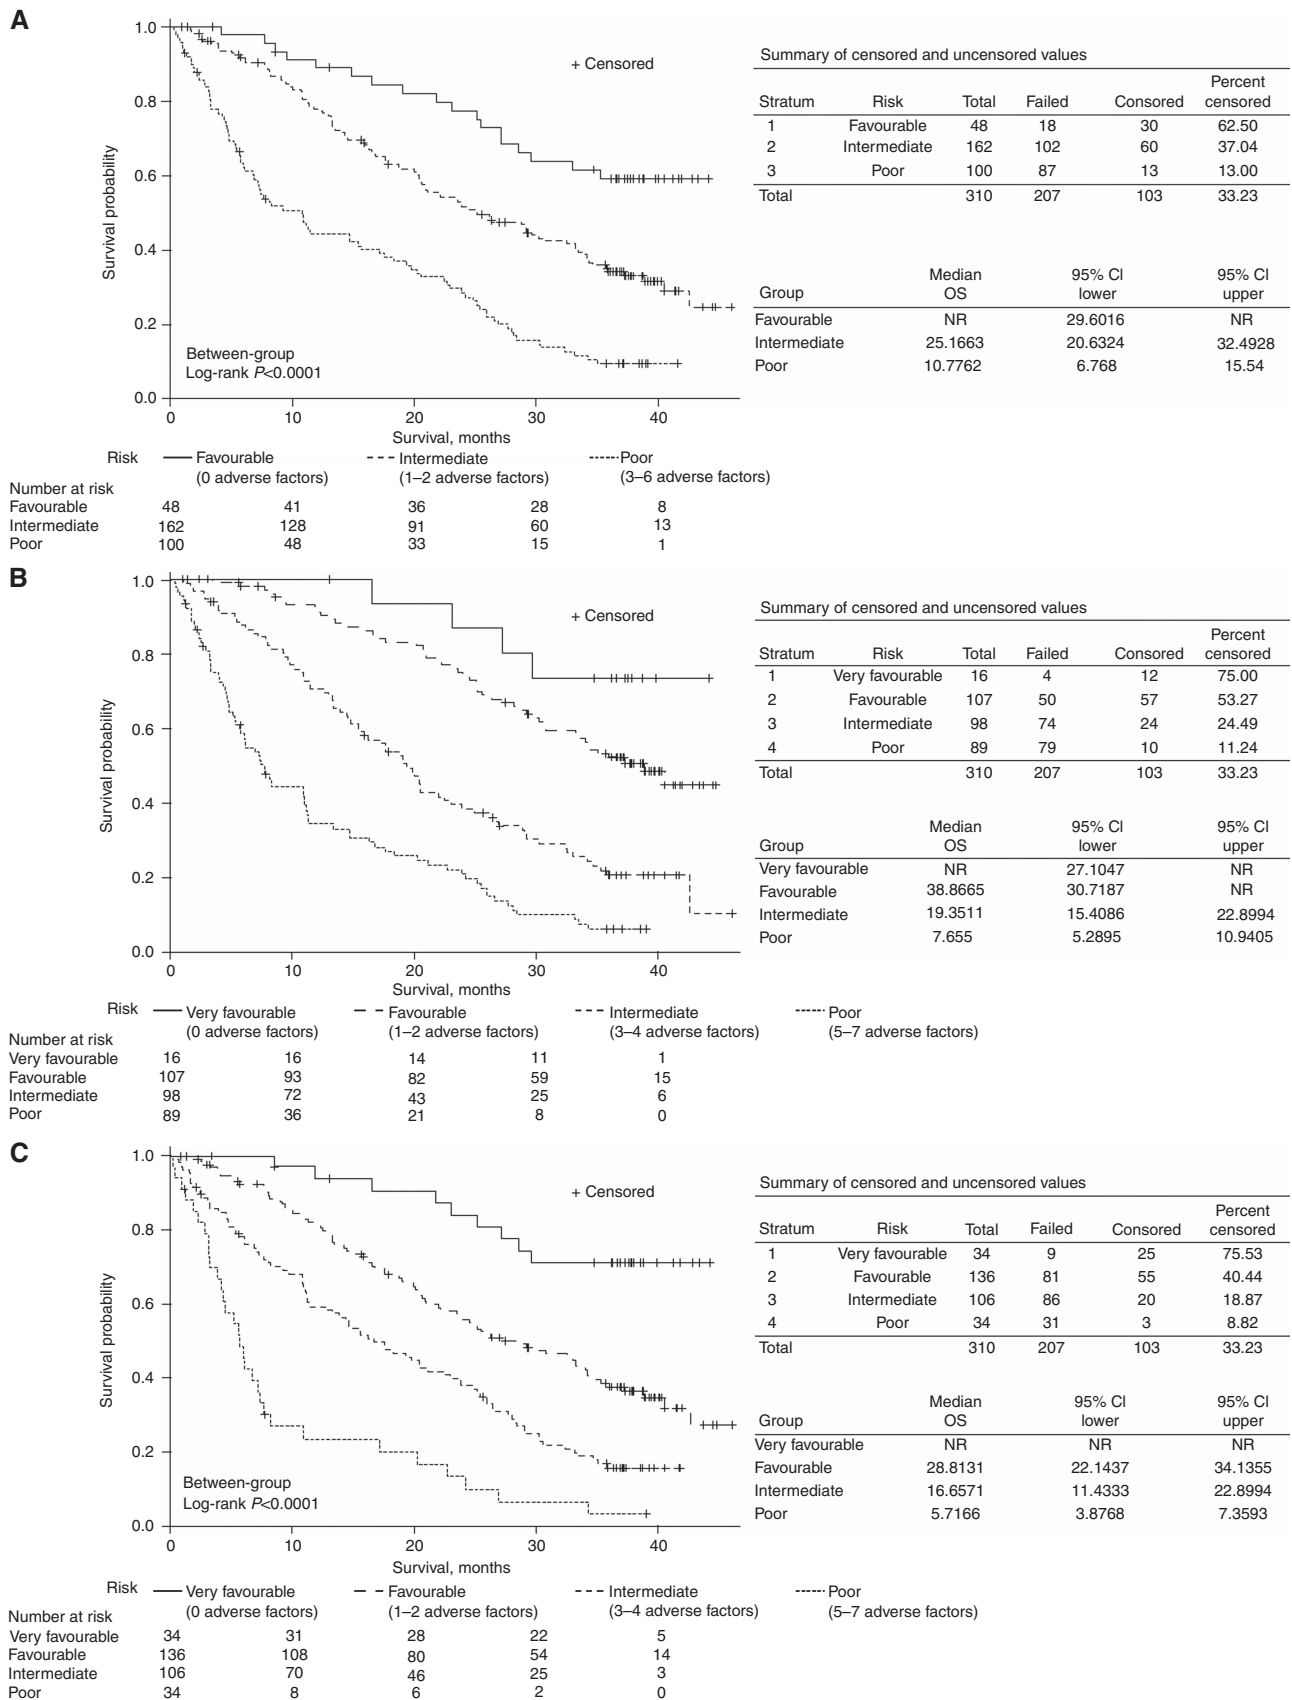 A
1.0
0.8
0.6
0.4
0.2
0.0
Survival probability
+ Censored
Between-group
Log-rank P<0.0001
0 10 20 30 40
Survival, months
Risk Favourable Intermediate Poor
(0 adverse factors) (1–2 adverse factors) (3–6 adverse factors)
Number at risk
Favourable 48 41 36 28 8
Intermediate 162 128 91 60 13
Poor 100 48 33 15 1
Summary of censored and uncensored values
Percent
Stratum Risk Total Failed Consored censored
1 Favourable 48 18 30 62.50
2 Intermediate 162 102 60 37.04
3 Poor 100 87 13 13.00
Total 310 207 103 33.23
Median 95% CI 95% CI
Group OS lower upper
Favourable NR 29.6016 NR
Intermediate 25.1663 20.6324 32.4928
Poor 10.7762 6.768 15.54
B
1.0
0.8
0.6
0.4
0.2
0.0
Survival probability
+ Censored
0 10 20 30 40
Survival, months
Risk Very favourable Favourable Intermediate Poor
(0 adverse factors) (1–2 adverse factors) (3–4 adverse factors) (5–7 adverse factors)
Number at risk
Very favourable 16 16 14 11 1
Favourable 107 93 82 59 15
Intermediate 98 72 43 25 6
Poor 89 36 21 8 0
Summary of censored and uncensored values
Percent
Stratum Risk Total Failed Consored censored
1 Very favourable 16 4 12 75.00
2 Favourable 107 50 57 53.27
3 Intermediate 98 74 24 24.49
4 Poor 89 79 10 11.24
Total 310 207 103 33.23
Median 95% CI 95% CI
Group OS lower upper
Very favourable NR 27.1047 NR
Favourable 38.8665 30.7187 NR
Intermediate 19.3511 15.4086 22.8994
Poor 7.655 5.2895 10.9405
C
1.0
0.8
0.6
0.4
0.2
0.0
Survival probability
+ Censored
Between-group
Log-rank P<0.0001
0 10 20 30 40
Survival, months
Risk Very favourable Favourable Intermediate Poor
(0 adverse factors) (1–2 adverse factors) (3–4 adverse factors) (5–7 adverse factors)
Number at risk
Very favourable 34 31 28 22 5
Favourable 136 108 80 54 14
Intermediate 106 70 46 25 3
Poor 34 8 6 2 0
Summary of censored and uncensored values
Percent
Stratum Risk Total Failed Consored censored
1 Very favourable 34 9 25 75.53
2 Favourable 136 81 55 40.44
3 Intermediate 106 86 20 18.87
4 Poor 34 31 3 8.82
Total 310 207 103 33.23
Median 95% CI 95% CI
Group OS lower upper
Very favourable NR NR NR
Favourable 28.8131 22.1437 34.1355
Intermediate 16.6571 11.4333 22.8994
Poor 5.7166 3.8768 7.3593